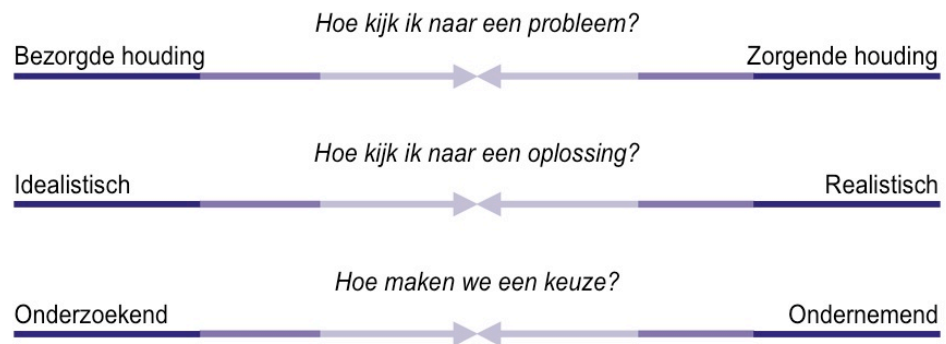 Hoe kijk ik naar een probleem?
Bezorgde houding
Zorgende houding
Hoe kijk ik naar een oplossing?
Idealistisch
Realistisch
Hoe maken we een keuze?
Onderzoekend
Ondernemend